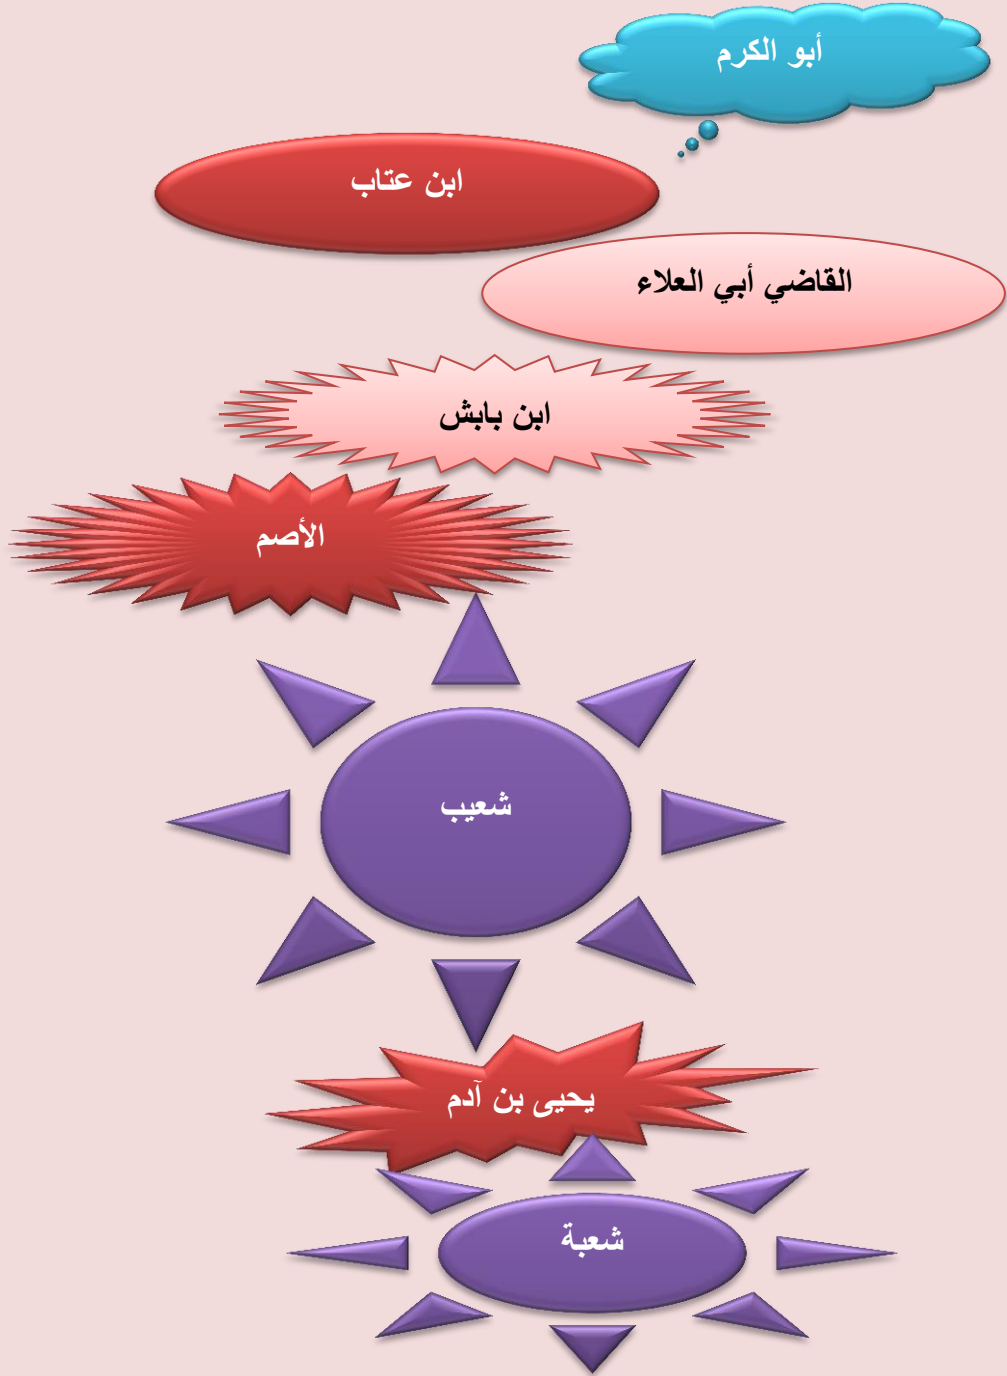 أبو الكرم
ابن عتاب
القاضي أبي العلاء
ابن بابش
الأصم
شعيب
يحيى بن آدم
شعبة